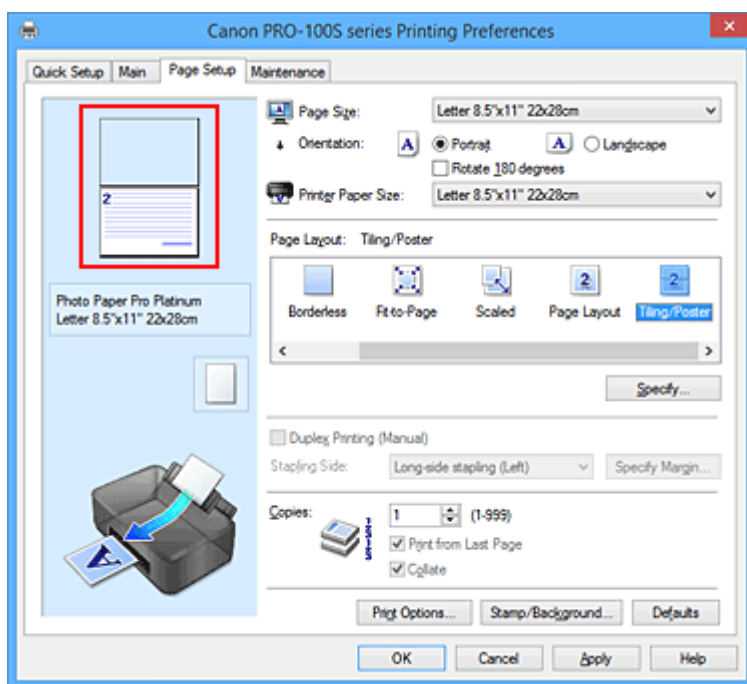 Canon PRO-100S series Printing Preferences
Quick Setup Main Page Setup Maintenance
2
Photo Paper Pro Platinum
Letter 8.5"x11" 22x28cm
A
Page Size: Letter 8.5"x11" 22x28cm
Orientation: A Portrait A Landscape
Rotate 180 degrees
Printer Paper Size: Letter 8.5"x11" 22x28cm
Page Layout: Tiling/Poster
2 2
Borderless Fit-to-Page Scaled Page Layout Tiling/Poster
Specify...
Duplex Printing (Manual)
Stapling Side: Long-side stapling (Left) Specify Margin...
Copies: 1 (1-999)
Print from Last Page
Collate
Print Options... Stamp/Background... Defaults
OK Cancel Apply Help